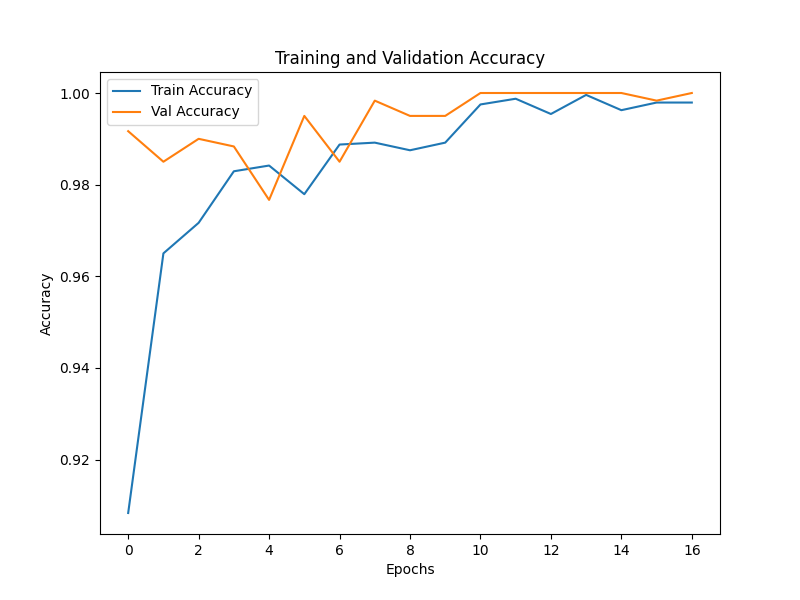 Training and Validation Accuracy
Train Accuracy
Val Accuracy
1.00
0.98
0.96
0.94
0.92
Accuracy
0 2 4 6 8 10 12 14 16
Epochs